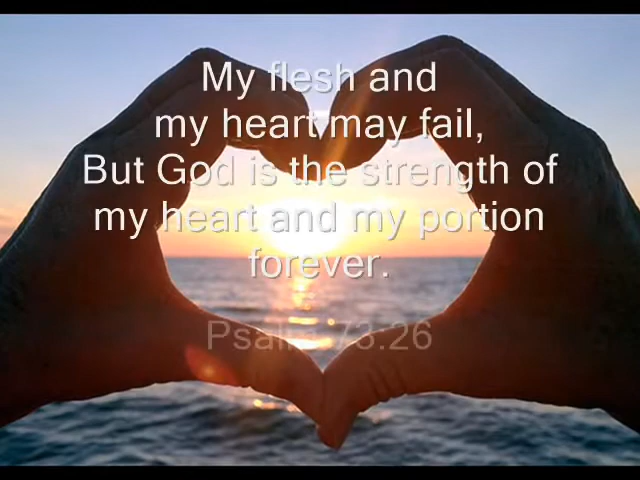 My flesh and
my heart may fail,
But God is the strength of
my heart and my portion
forever.
Psalm 73.26